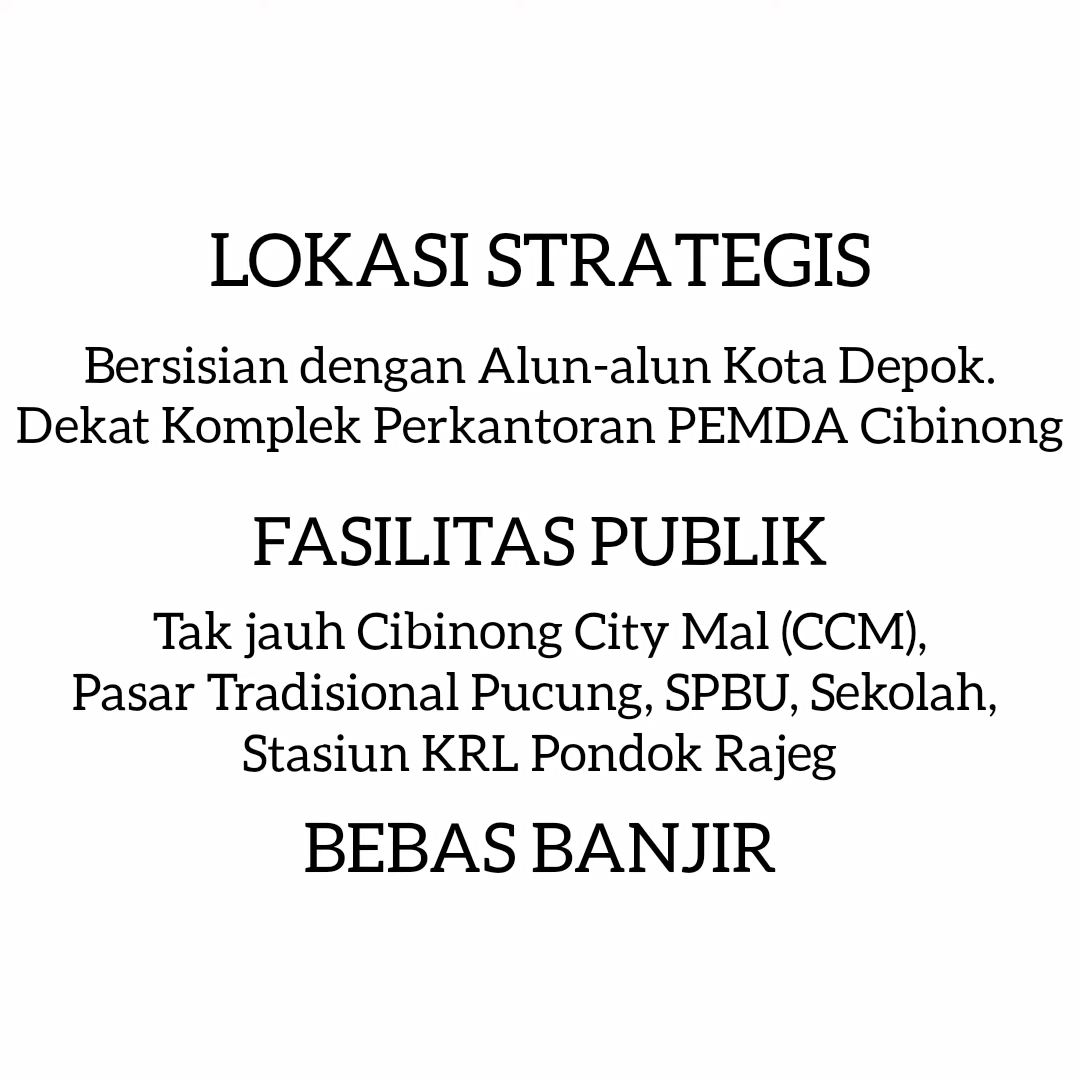 LOKASI STRATEGIS
Bersisian dengan Alun-alun Kota Depok.
Dekat Komplek Perkantoran PEMDA Cibinong
FASILITAS PUBLIK
Tak jauh Cibinong City Mal (CCM),
Pasar Tradisional Pucung, SPBU, Sekolah,
Stasiun KRL Pondok Rajeg
BEBAS BANJIR